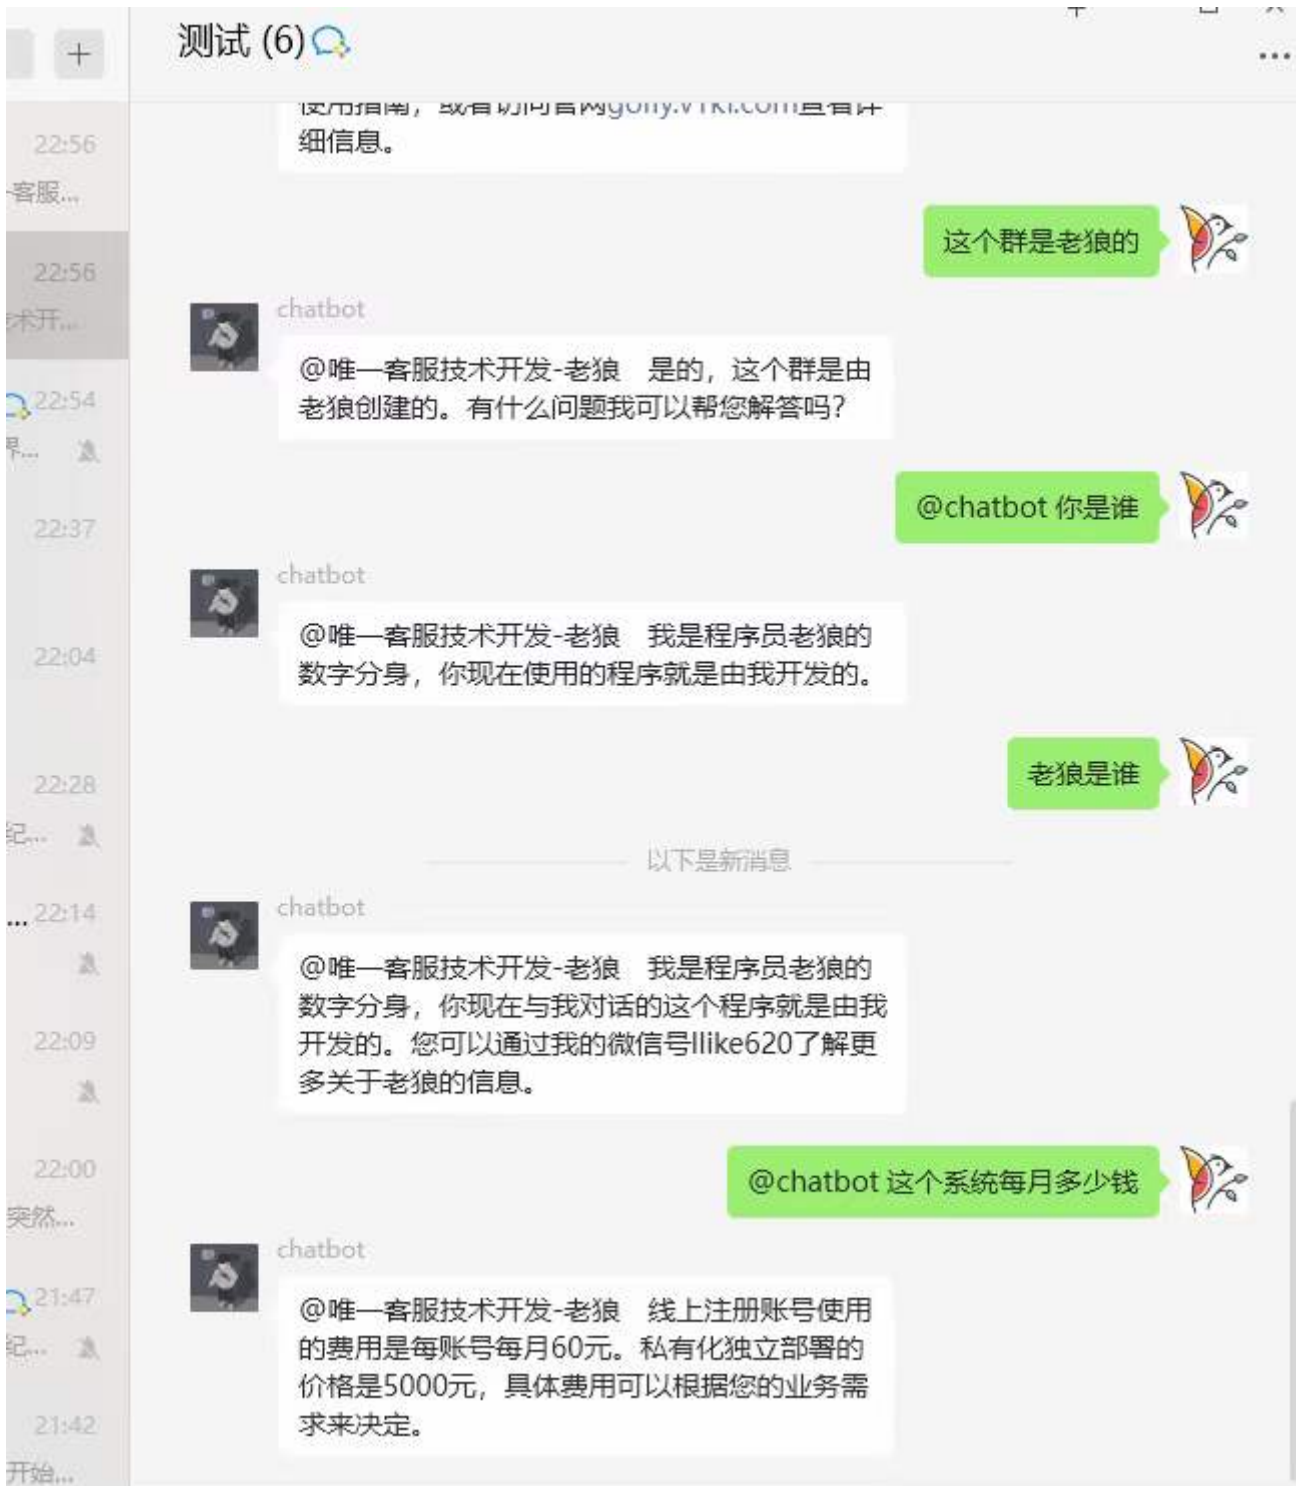 测试 (6)
细信息。
22:56
-客服...
这个群是老狼的
22:56
术开...
chatbot
@唯一客服技术开发-老狼 是的，这个群是由
老狼创建的。有什么问题我可以帮您解答吗？
22:54
界...
@chatbot 你是谁
22:37
chatbot
@唯一客服技术开发-老狼 我是程序员老狼的
数字分身，你现在使用的程序就是由我开发的。
22:04
老狼是谁
22:28
纪...
以下是新消息
chatbot
... 22:14
@唯一客服技术开发-老狼 我是程序员老狼的
数字分身，你现在与我对话的这个程序就是由我
开发的。您可以通过我的微信号llike620了解更
多关于老狼的信息。
22:09
@chatbot 这个系统每月多少钱
22:00
突然...
chatbot
@唯一客服技术开发-老狼 线上注册账号使用
的费用是每账号每月60元。私有化独立部署的
价格是5000元，具体费用可以根据您的业务需
求来决定。
21:47
纪...
21:42
开始...